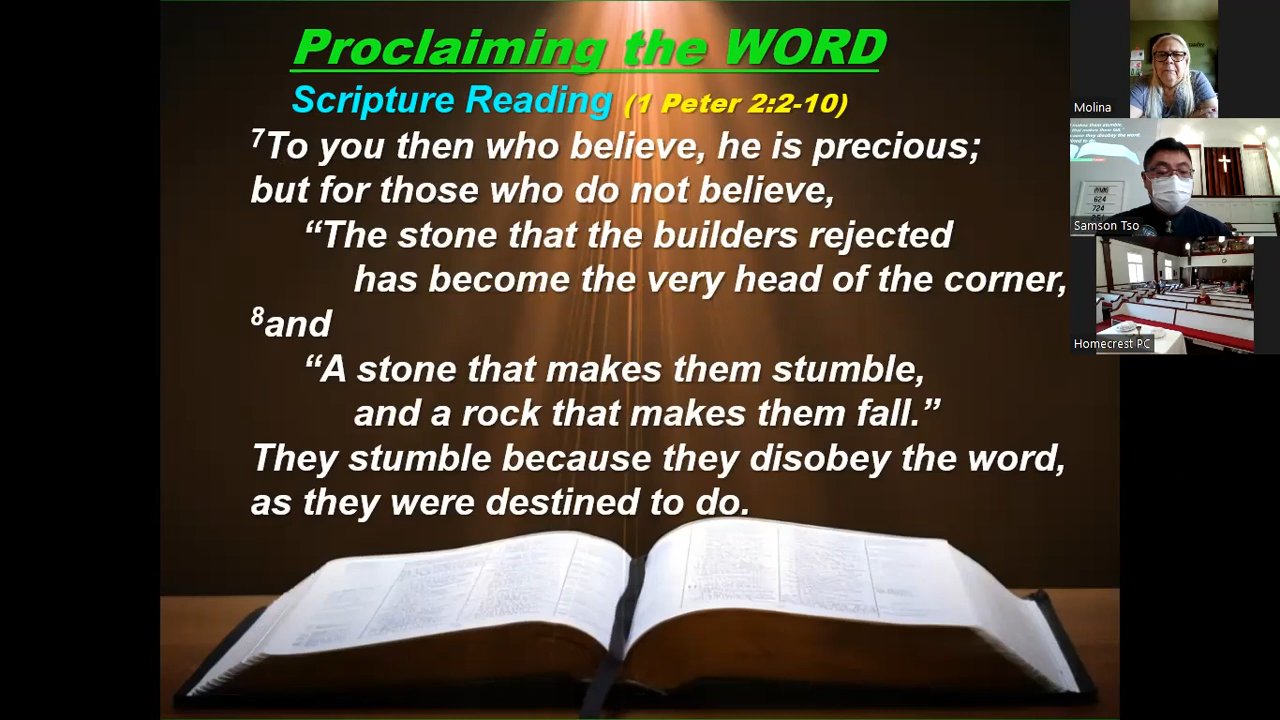 Proclaiming the WORD
Scripture Reading (1 Peter 2:2-10)
7To you then who believe, he is precious;
but for those who do not believe,
“The stone that the builders rejected
has become the very head of the corner,
8and
“A stone that makes them stumble,
and a rock that makes them fall.”
They stumble because they disobey the word,
as they were destined to do.
Molina
Samson Tso
624
724
Homecrest PC